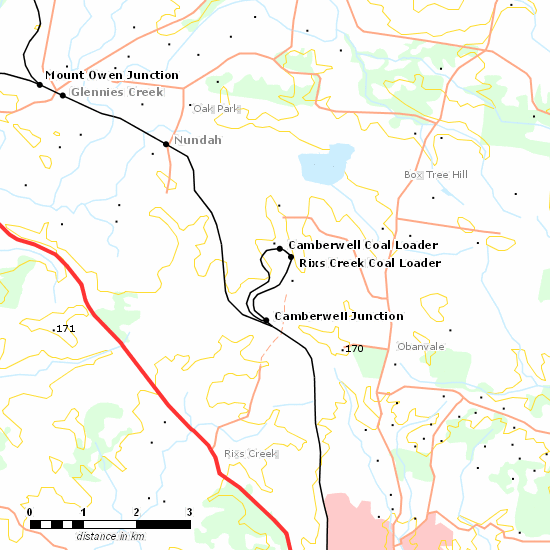 Mount Owen Junction
Glennies Creek
Oak Park
Nundah
Box Tree Hill
Camberwell Coal Loader
Rixs Creek Coal Loader
Camberwell Junction
.171
.170
Obanvale
Rixs Creek
0 1 2 3
distance in km